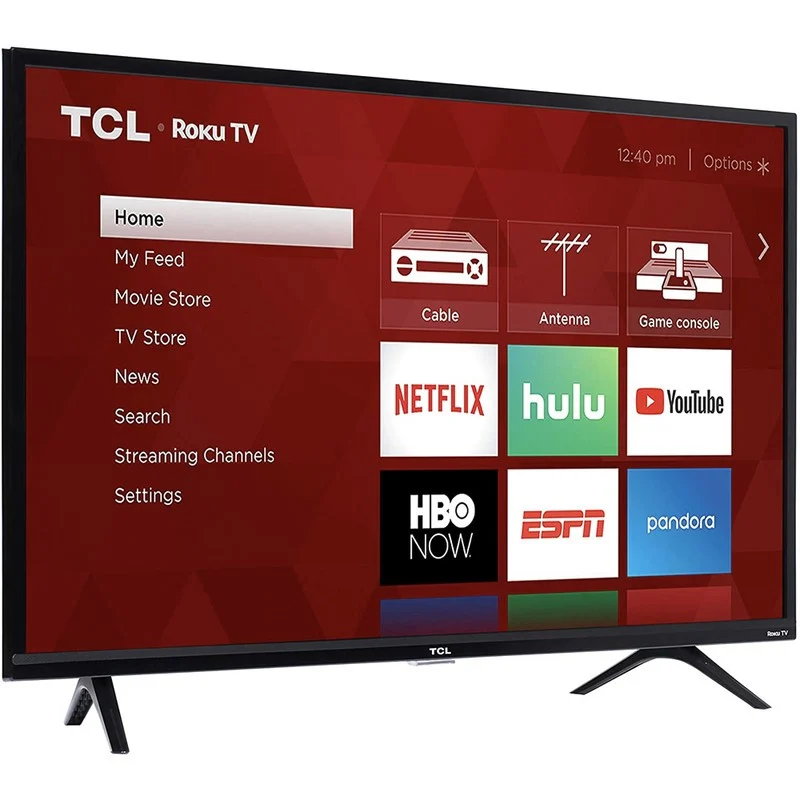 TCL • ROKU TV
12:40 pm | Options *
Home
My Feed
Movie Store
TV Store
News
Search
Streaming Channels
Settings
Cable
Antenna
Game console
NETFLIX
hulu
YouTube
HBO
NOW.
ESPN
pandora
TCL
ROKU TV